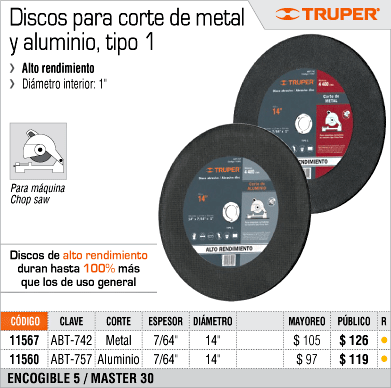 Discos para corte de metal
y aluminio, tipo 1
TRUPER®
› Alto rendimiento
› Diámetro interior: 1"
Para máquina
Chop saw
TRUPER
14"
Corte de
METAL
RENDIMIENTO
TRUPER
14"
Corte de
ALUMINIO
ALTO RENDIMIENTO
Discos de alto rendimiento
duran hasta 100% más
que los de uso general
CÓDIGO CLAVE CORTE ESPESOR DIÁMETRO MAYOREO PÚBLICO R
11567 ABT-742 Metal 7/64" 14" $ 105 $ 126
11560 ABT-757 Aluminio 7/64" 14" $ 97 $ 119
ENCOGIBLE 5 / MASTER 30